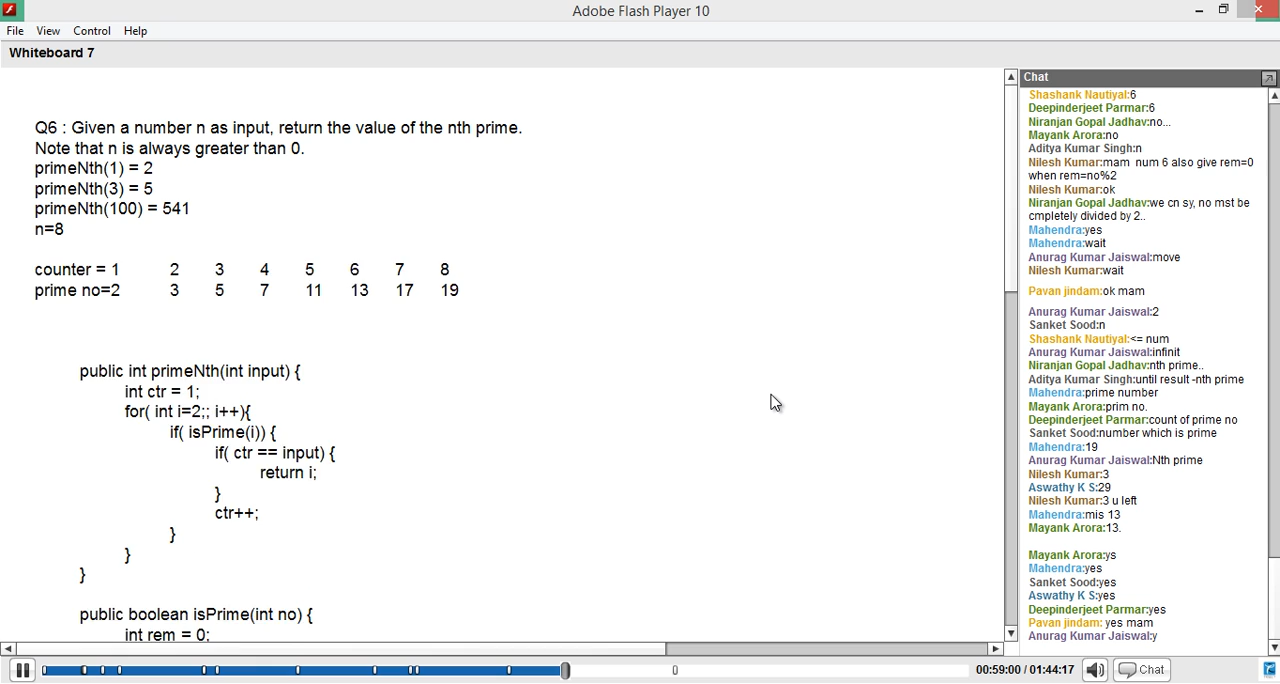 Adobe Flash Player 10
File View Control Help
Whiteboard 7
Q6 : Given a number n as input, return the value of the nth prime.
Note that n is always greater than 0.
primeNth(1) = 2
primeNth(3) = 5
primeNth(100) = 541
n=8
counter = 1 2 3 4 5 6 7 8
prime no=2 3 5 7 11 13 17 19
public int primeNth(int input) {
int ctr = 1;
for( int i=2;; i++){
if( isPrime(i)) {
if( ctr == input) {
return i;
}
ctr++;
}
}
}
public boolean isPrime(int no) {
int rem = 0;
Chat
Shashank Nautiyal:6
Deepinderjeet Parmar:6
Niranjan Gopal Jadhav:no...
Mayank Arora:no
Aditya Kumar Singh:n
Nilesh Kumar:mam num 6 also give rem=0
when rem=no%2
Nilesh Kumar:ok
Niranjan Gopal Jadhav:we cn sy, no mst be
cmpletely divided by 2..
Mahendra:yes
Mahendra:wait
Anurag Kumar Jaiswal:move
Nilesh Kumar:wait
Pavan jindam:ok mam
Anurag Kumar Jaiswal:2
Sanket Sood:n
Shashank Nautiyal:<= num
Anurag Kumar Jaiswal:infinit
Niranjan Gopal Jadhav:nth prime..
Aditya Kumar Singh:until result -nth prime
Mahendra:prime number
Mayank Arora:prim no.
Deepinderjeet Parmar:count of prime no
Sanket Sood:number which is prime
Mahendra:19
Anurag Kumar Jaiswal:Nth prime
Nilesh Kumar:3
Aswathy K S:29
Nilesh Kumar:3 u left
Mahendra:mis 13
Mayank Arora:13.
Mayank Arora:ys
Mahendra:yes
Sanket Sood:yes
Aswathy K S:yes
Deepinderjeet Parmar:yes
Pavan jindam: yes mam
Anurag Kumar Jaiswal:y
00:59:00 / 01:44:17 Chat